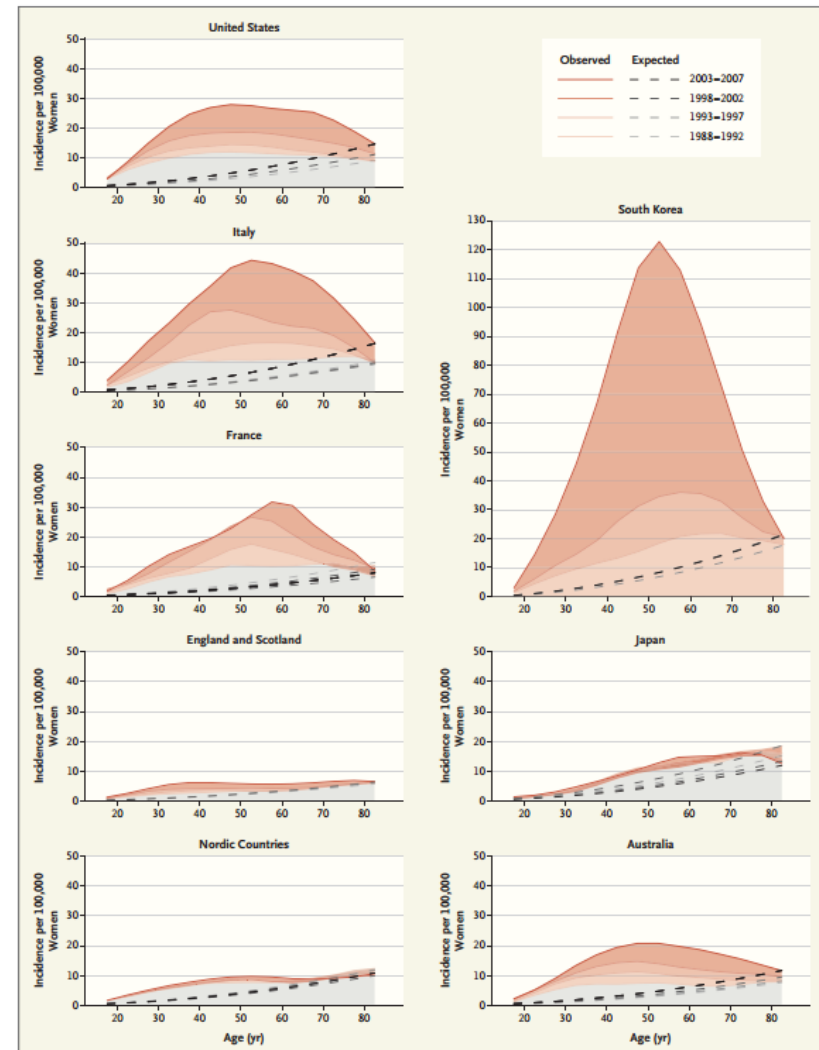 United States
Incidence per 100,000
Women
50
40
30
20
10
0
20 30 40 50 60 70 80
Observed Expected
2003–2007
1998–2002
1993–1997
1988–1992
Italy
Incidence per 100,000
Women
50
40
30
20
10
0
20 30 40 50 60 70 80
South Korea
Incidence per 100,000
Women
130
120
110
100
90
80
70
60
50
40
30
20
10
0
20 30 40 50 60 70 80
France
Incidence per 100,000
Women
50
40
30
20
10
0
20 30 40 50 60 70 80
England and Scotland
Incidence per 100,000
Women
50
40
30
20
10
0
20 30 40 50 60 70 80
Japan
Incidence per 100,000
Women
50
40
30
20
10
0
20 30 40 50 60 70 80
Nordic Countries
Incidence per 100,000
Women
50
40
30
20
10
0
20 30 40 50 60 70 80
Age (yr)
Australia
Incidence per 100,000
Women
50
40
30
20
10
0
20 30 40 50 60 70 80
Age (yr)